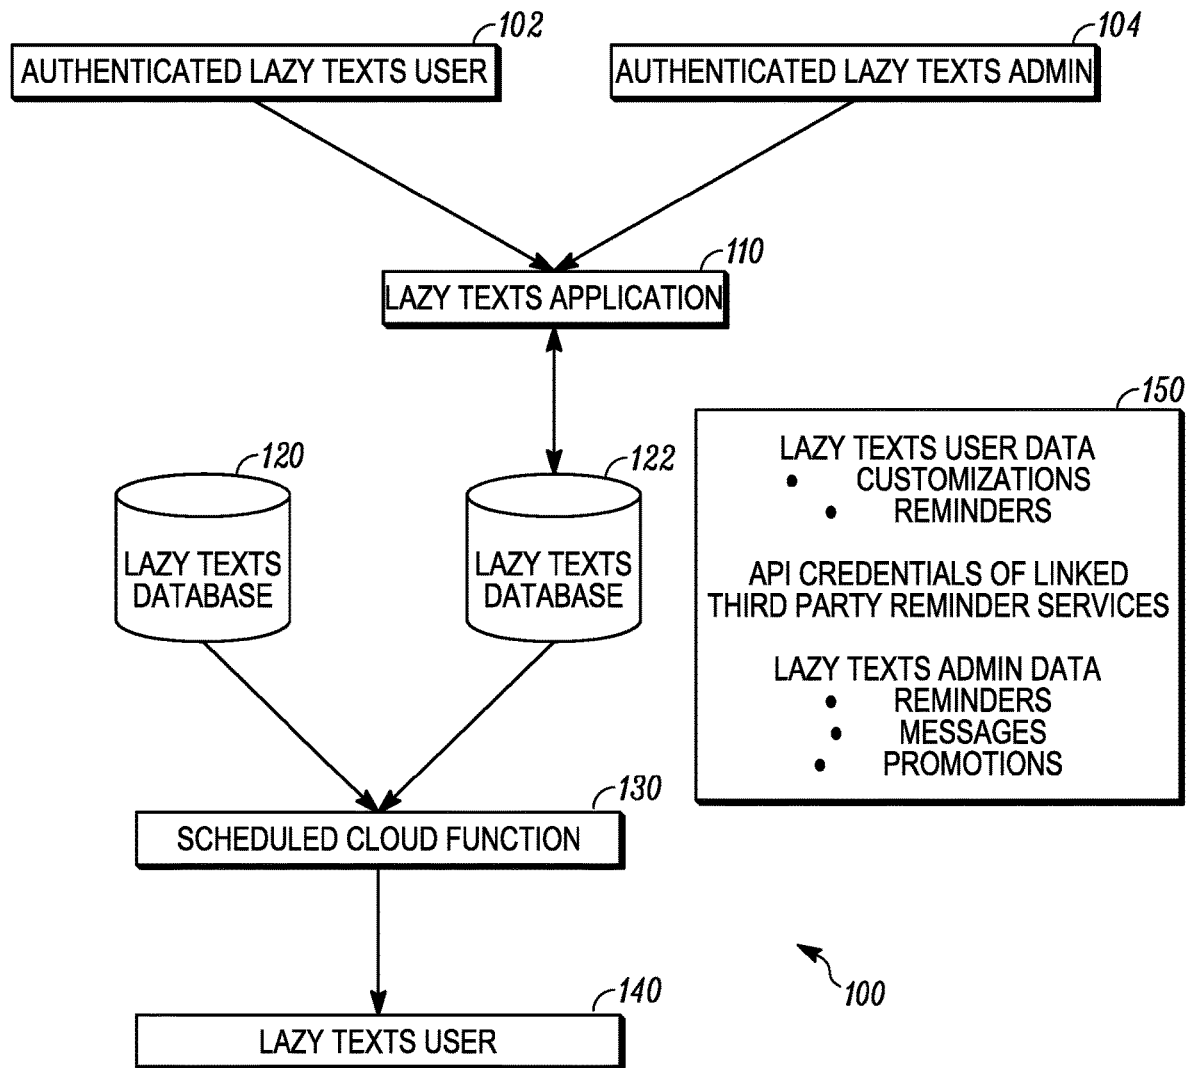 102
104
AUTHENTICATED LAZY TEXTS USER
AUTHENTICATED LAZY TEXTS ADMIN
110
LAZY TEXTS APPLICATION
150
LAZY TEXTS USER DATA
• CUSTOMIZATIONS
• REMINDERS
API CREDENTIALS OF LINKED
THIRD PARTY REMINDER SERVICES
LAZY TEXTS ADMIN DATA
• REMINDERS
• MESSAGES
• PROMOTIONS
120
122
LAZY TEXTS
DATABASE
LAZY TEXTS
DATABASE
130
SCHEDULED CLOUD FUNCTION
100
140
LAZY TEXTS USER